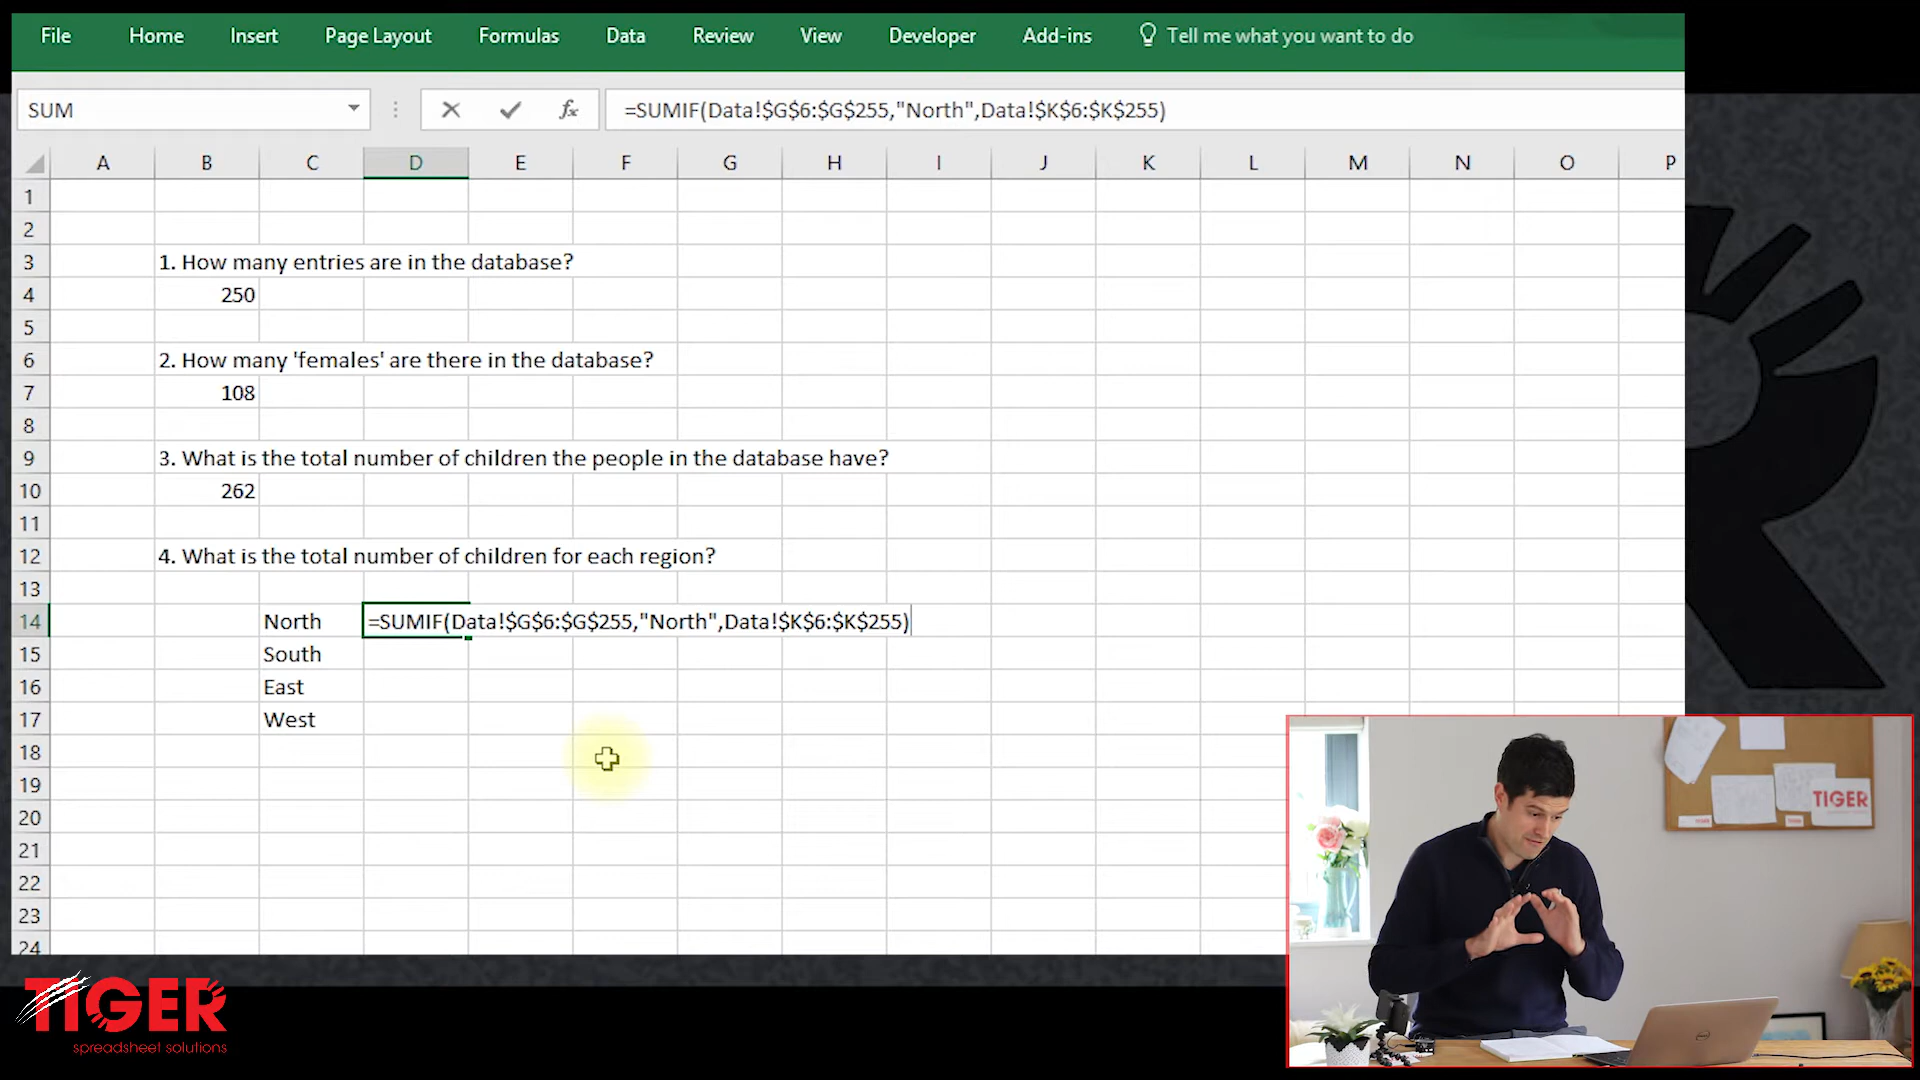 File Home Insert Page Layout Formulas Data Review View Developer Add-ins Tell me what you want to do
SUM fx =SUMIF(Data!$G$6:$G$255,"North",Data!$K$6:$K$255)
A B C D E F G H I J K L M N O P
1
2
3 1. How many entries are in the database?
4 250
5
6 2. How many 'females' are there in the database?
7 108
8
9 3. What is the total number of children the people in the database have?
10 262
11
12 4. What is the total number of children for each region?
13
14 North =SUMIF(Data!$G$6:$G$255,"North",Data!$K$6:$K$255)
15 South
16 East
17 West
18
19
20
21
22
23
24
TIGER
TIGER
spreadsheet solutions